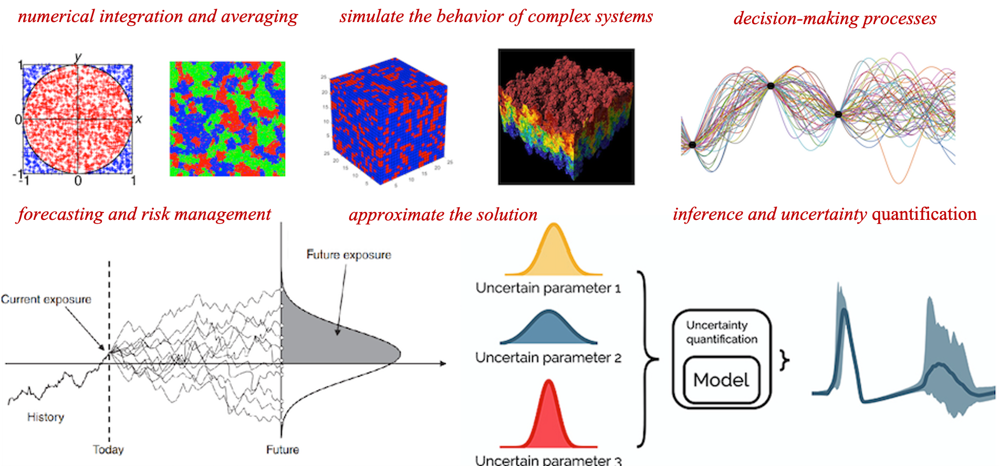 numerical integration and averaging
simulate the behavior of complex systems
decision-making processes
y
1
0
-1
-1
0
1
x
25
20
15
10
5
25
20
15
10
5
5
10
15
20
25
forecasting and risk management
approximate the solution
inference and uncertainty quantification
Future exposure
Current exposure
History
Today
Future
Uncertain parameter 1
Uncertain parameter 2
Uncertain parameter 3
Uncertainty
quantification
Model